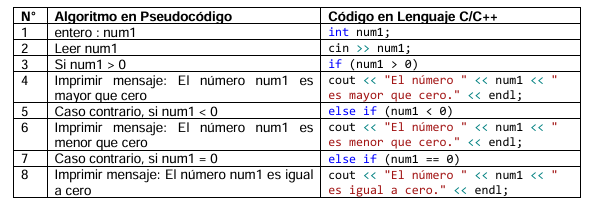 N° Algoritmo en Pseudocódigo Código en Lenguaje C/C++
1 entero : num1 int num1;
2 Leer num1 cin >> num1;
3 Si num1 > 0 if (num1 > 0)
4 Imprimir mensaje: El número num1 es cout << "El número " << num1 << "
mayor que cero es mayor que cero." << endl;
5 Caso contrario, si num1 < 0 else if (num1 < 0)
6 Imprimir mensaje: El número num1 es cout << "El número " << num1 << "
menor que cero es menor que cero." << endl;
7 Caso contrario, si num1 = 0 else if (num1 == 0)
8 Imprimir mensaje: El número num1 es igual cout << "El número " << num1 << "
a cero es igual a cero." << endl;